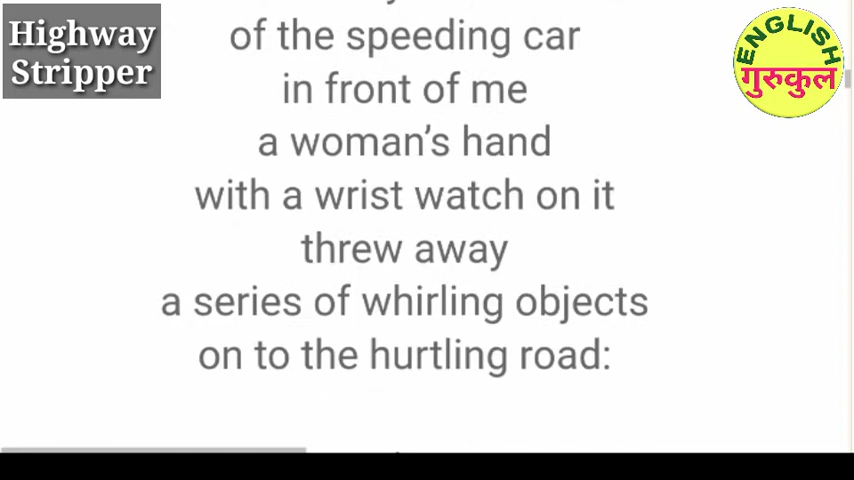 Highway
Stripper
ENGLISH
गुरुकुल
of the speeding car
in front of me
a woman’s hand
with a wrist watch on it
threw away
a series of whirling objects
on to the hurtling road: